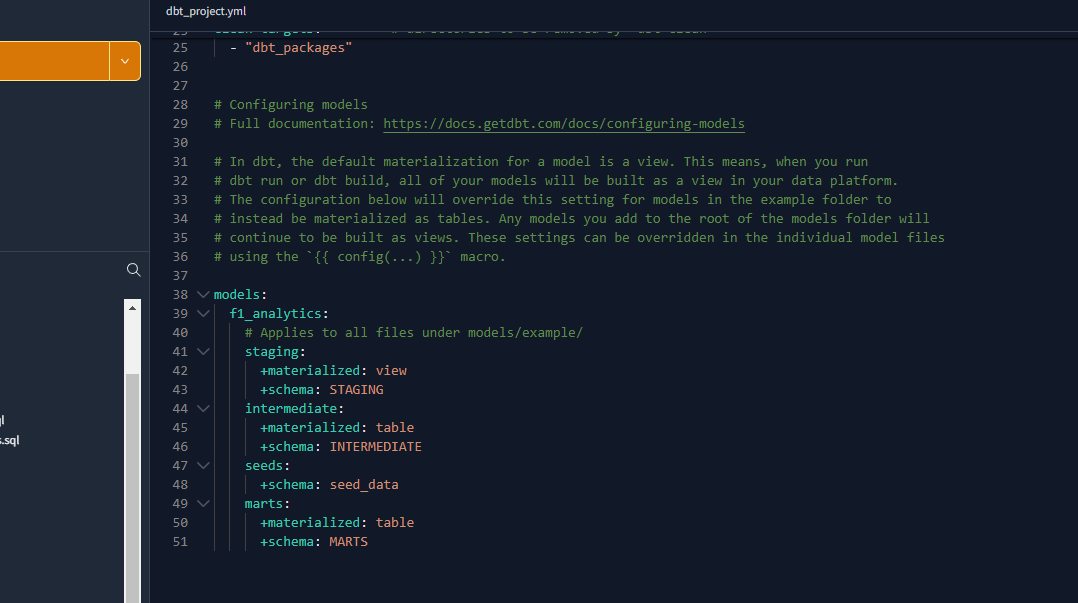 dbt_project.yml
25 - "dbt_packages"
26
27
28 # Configuring models
29 # Full documentation: https://docs.getdbt.com/docs/configuring-models
30
31 # In dbt, the default materialization for a model is a view. This means, when you run
32 # dbt run or dbt build, all of your models will be built as a view in your data platform.
33 # The configuration below will override this setting for models in the example folder to
34 # instead be materialized as tables. Any models you add to the root of the models folder will
35 # continue to be built as views. These settings can be overridden in the individual model files
36 # using the `{{ config(...) }}` macro.
37
38 models:
39 f1_analytics:
40 # Applies to all files under models/example/
41 staging:
42 +materialized: view
43 +schema: STAGING
44 intermediate:
45 +materialized: table
46 +schema: INTERMEDIATE
47 seeds:
48 +schema: seed_data
49 marts:
50 +materialized: table
51 +schema: MARTS
s.sql